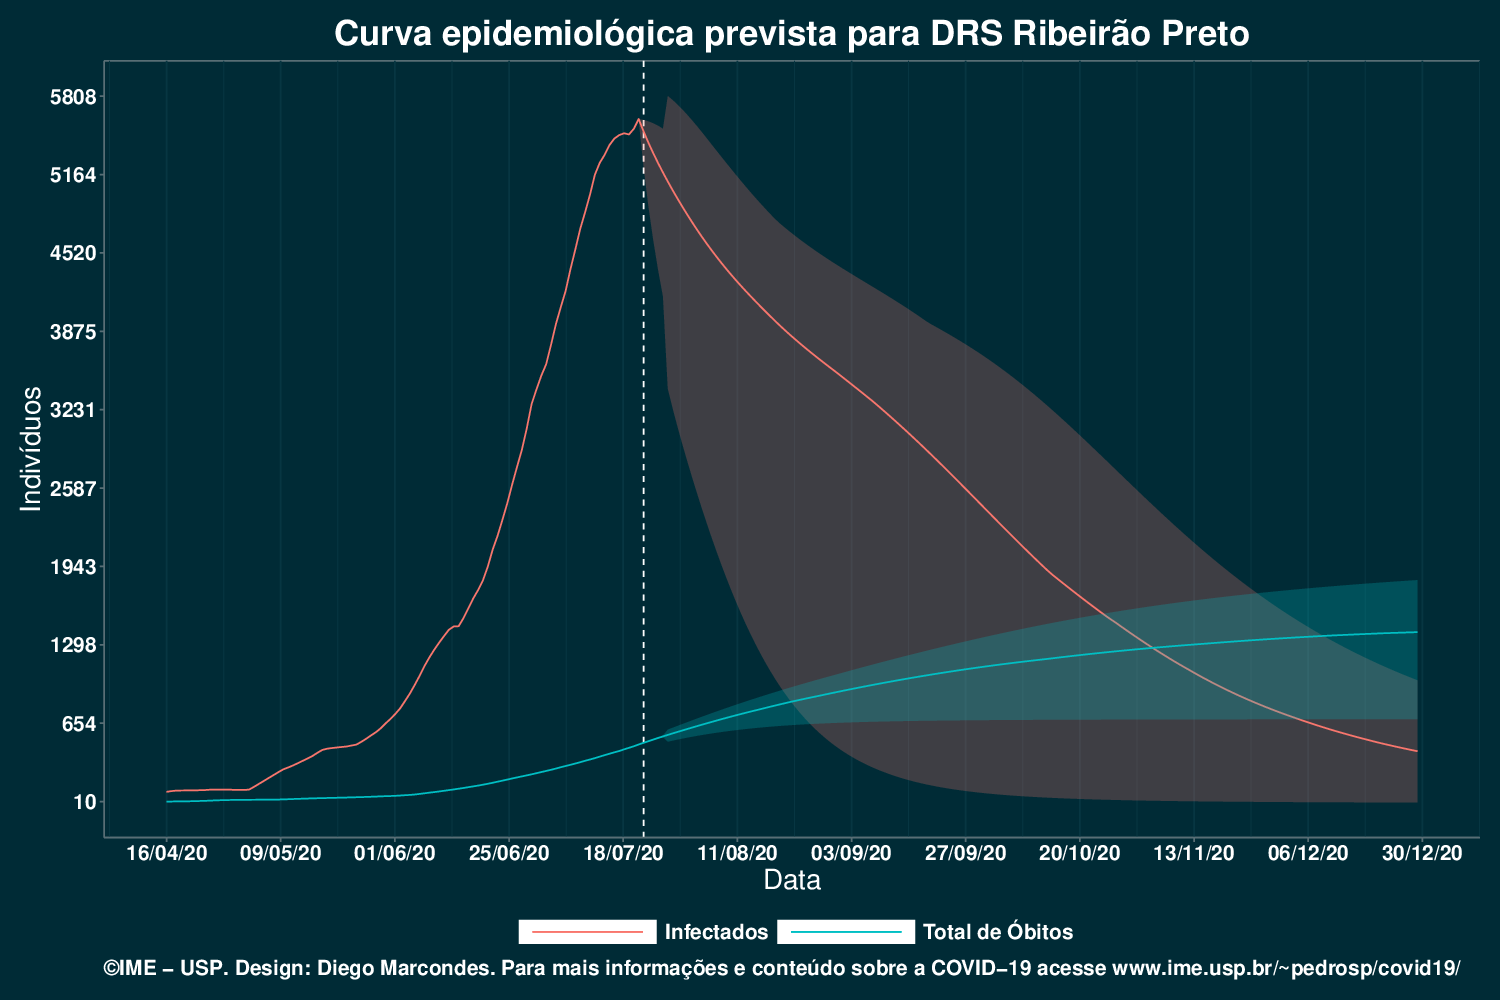 Curva epidemiológica prevista para DRS Ribeirão Preto
Indivíduos
5808
5164
4520
3875
3231
2587
1943
1298
654
10
16/04/20 09/05/20 01/06/20 25/06/20 18/07/20 11/08/20 03/09/20 27/09/20 20/10/20 13/11/20 06/12/20 30/12/20
Data
Infectados Total de Óbitos
©IME – USP. Design: Diego Marcondes. Para mais informações e conteúdo sobre a COVID–19 acesse www.ime.usp.br/~pedrosp/covid19/